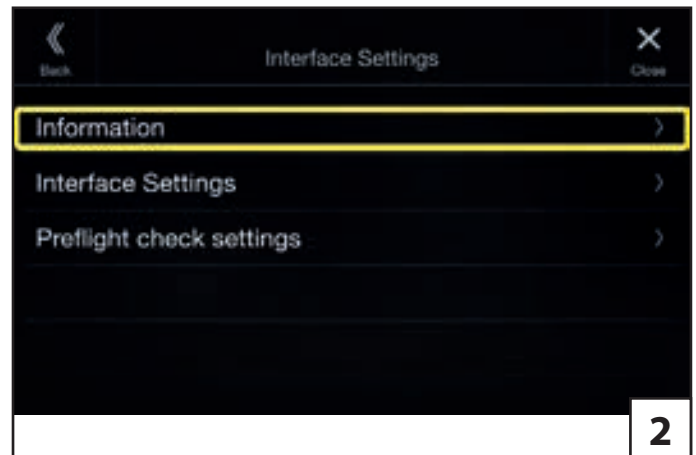 Back
Interface Settings
Close
Information
Interface Settings
Preflight check settings
2